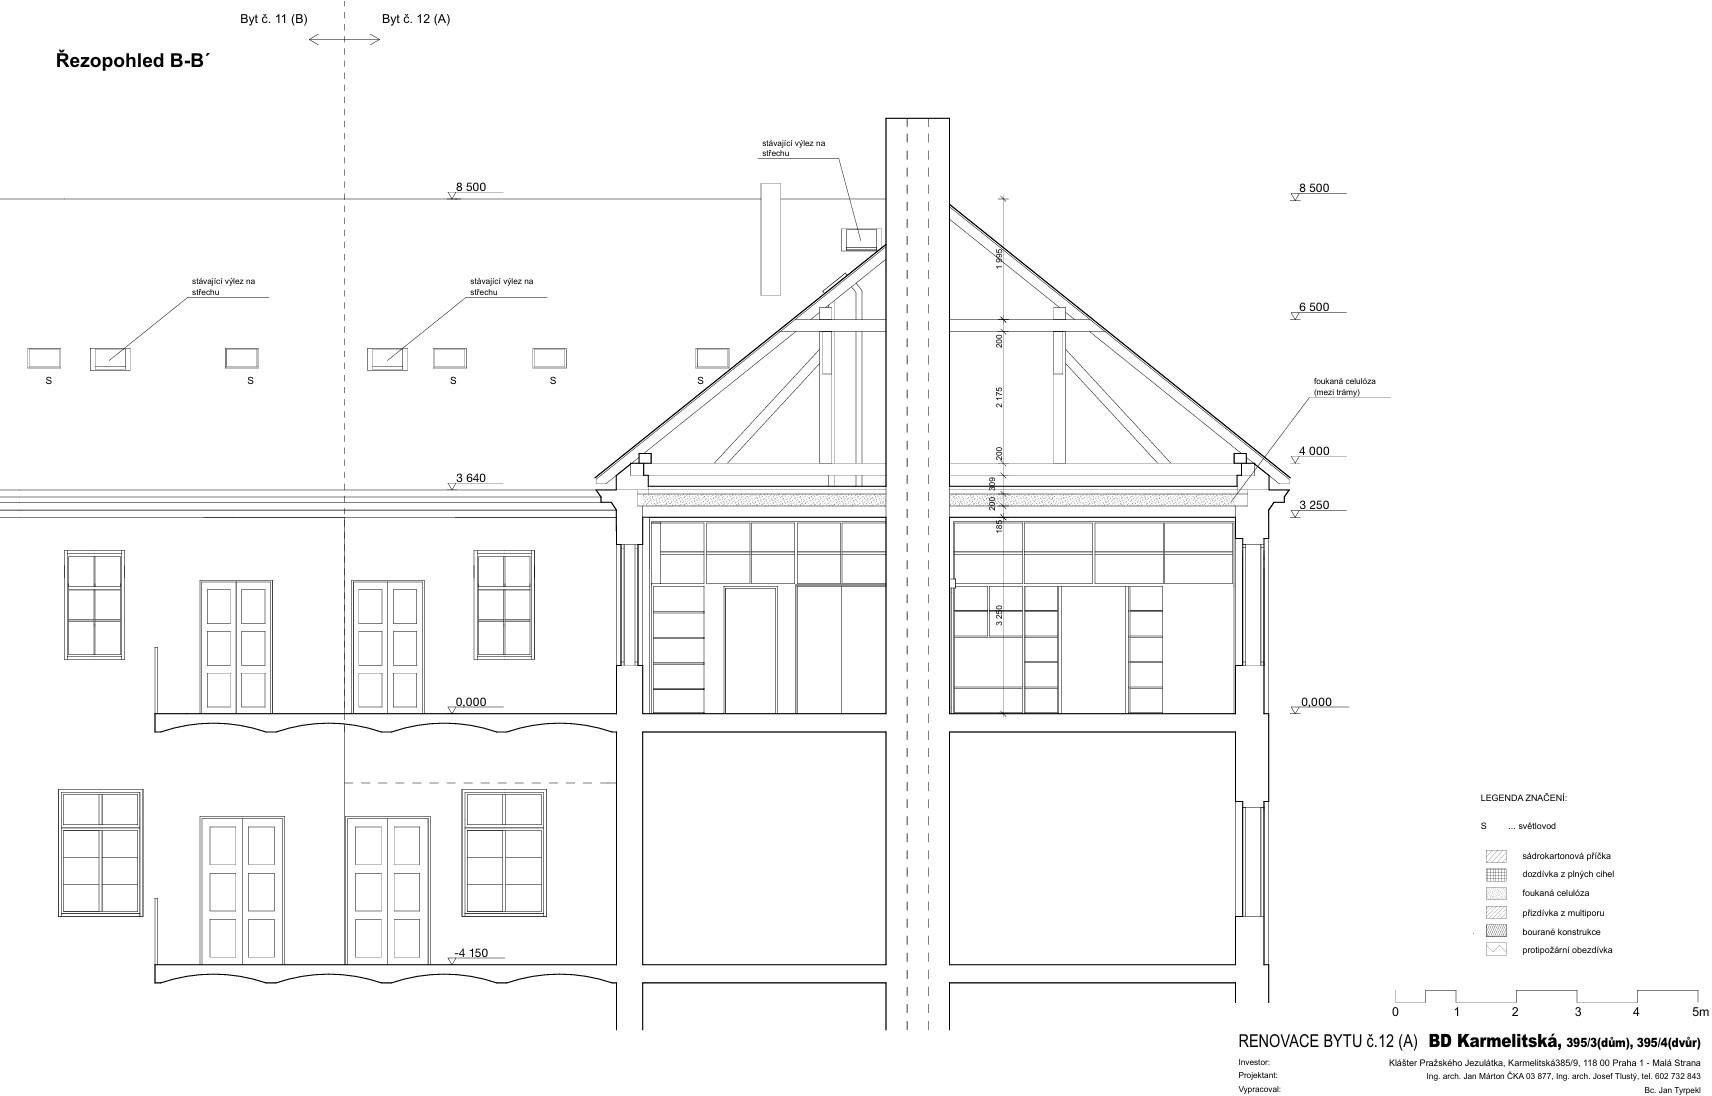 Byt č. 11 (B)
Byt č. 12 (A)
Řezopohled B-B´
stávající výlez na
střechu
8 500
8 500
stávající výlez na
střechu
stávající výlez na
střechu
1 995
6 500
200
S
S
S
S
S
foukaná celulóza
(mezi trámy)
2 175
200
4 000
3 640
309
200
3 250
185
3 250
0,000
0,000
-4 150
LEGENDA ZNAČENÍ:
S ... světlovod
sádrokartonová příčka
dozdívka z plných cihel
foukaná celulóza
přizdívka z multiporu
bourané konstrukce
protipožární obezdívka
0 1 2 3 4 5m
RENOVACE BYTU č.12 (A) BD Karmelitská, 395/3(dům), 395/4(dvůr)
Investor: Klášter Pražského Jezulátka, Karmelitská385/9, 118 00 Praha 1 - Malá Strana
Projektant: Ing. arch. Jan Márton ČKA 03 877, Ing. arch. Josef Tlustý, tel. 602 732 843
Vypracoval: Bc. Jan Tyrpekl